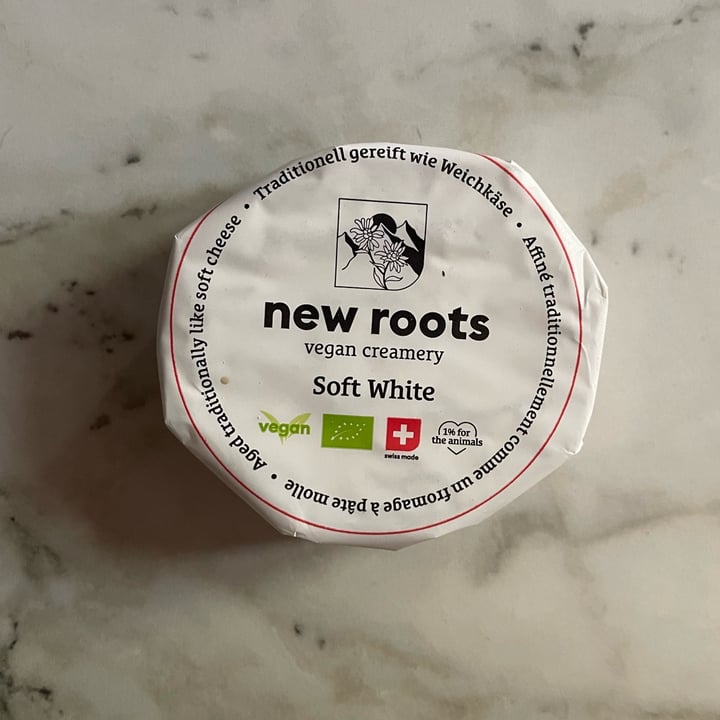 Traditionell gereift wie Weichkäse •
Affiné traditionnellement comme un fromage à pâte molle •
Aged traditionally like soft cheese •
new roots
vegan creamery
Soft White
vegan
swiss made
1% for
the animals